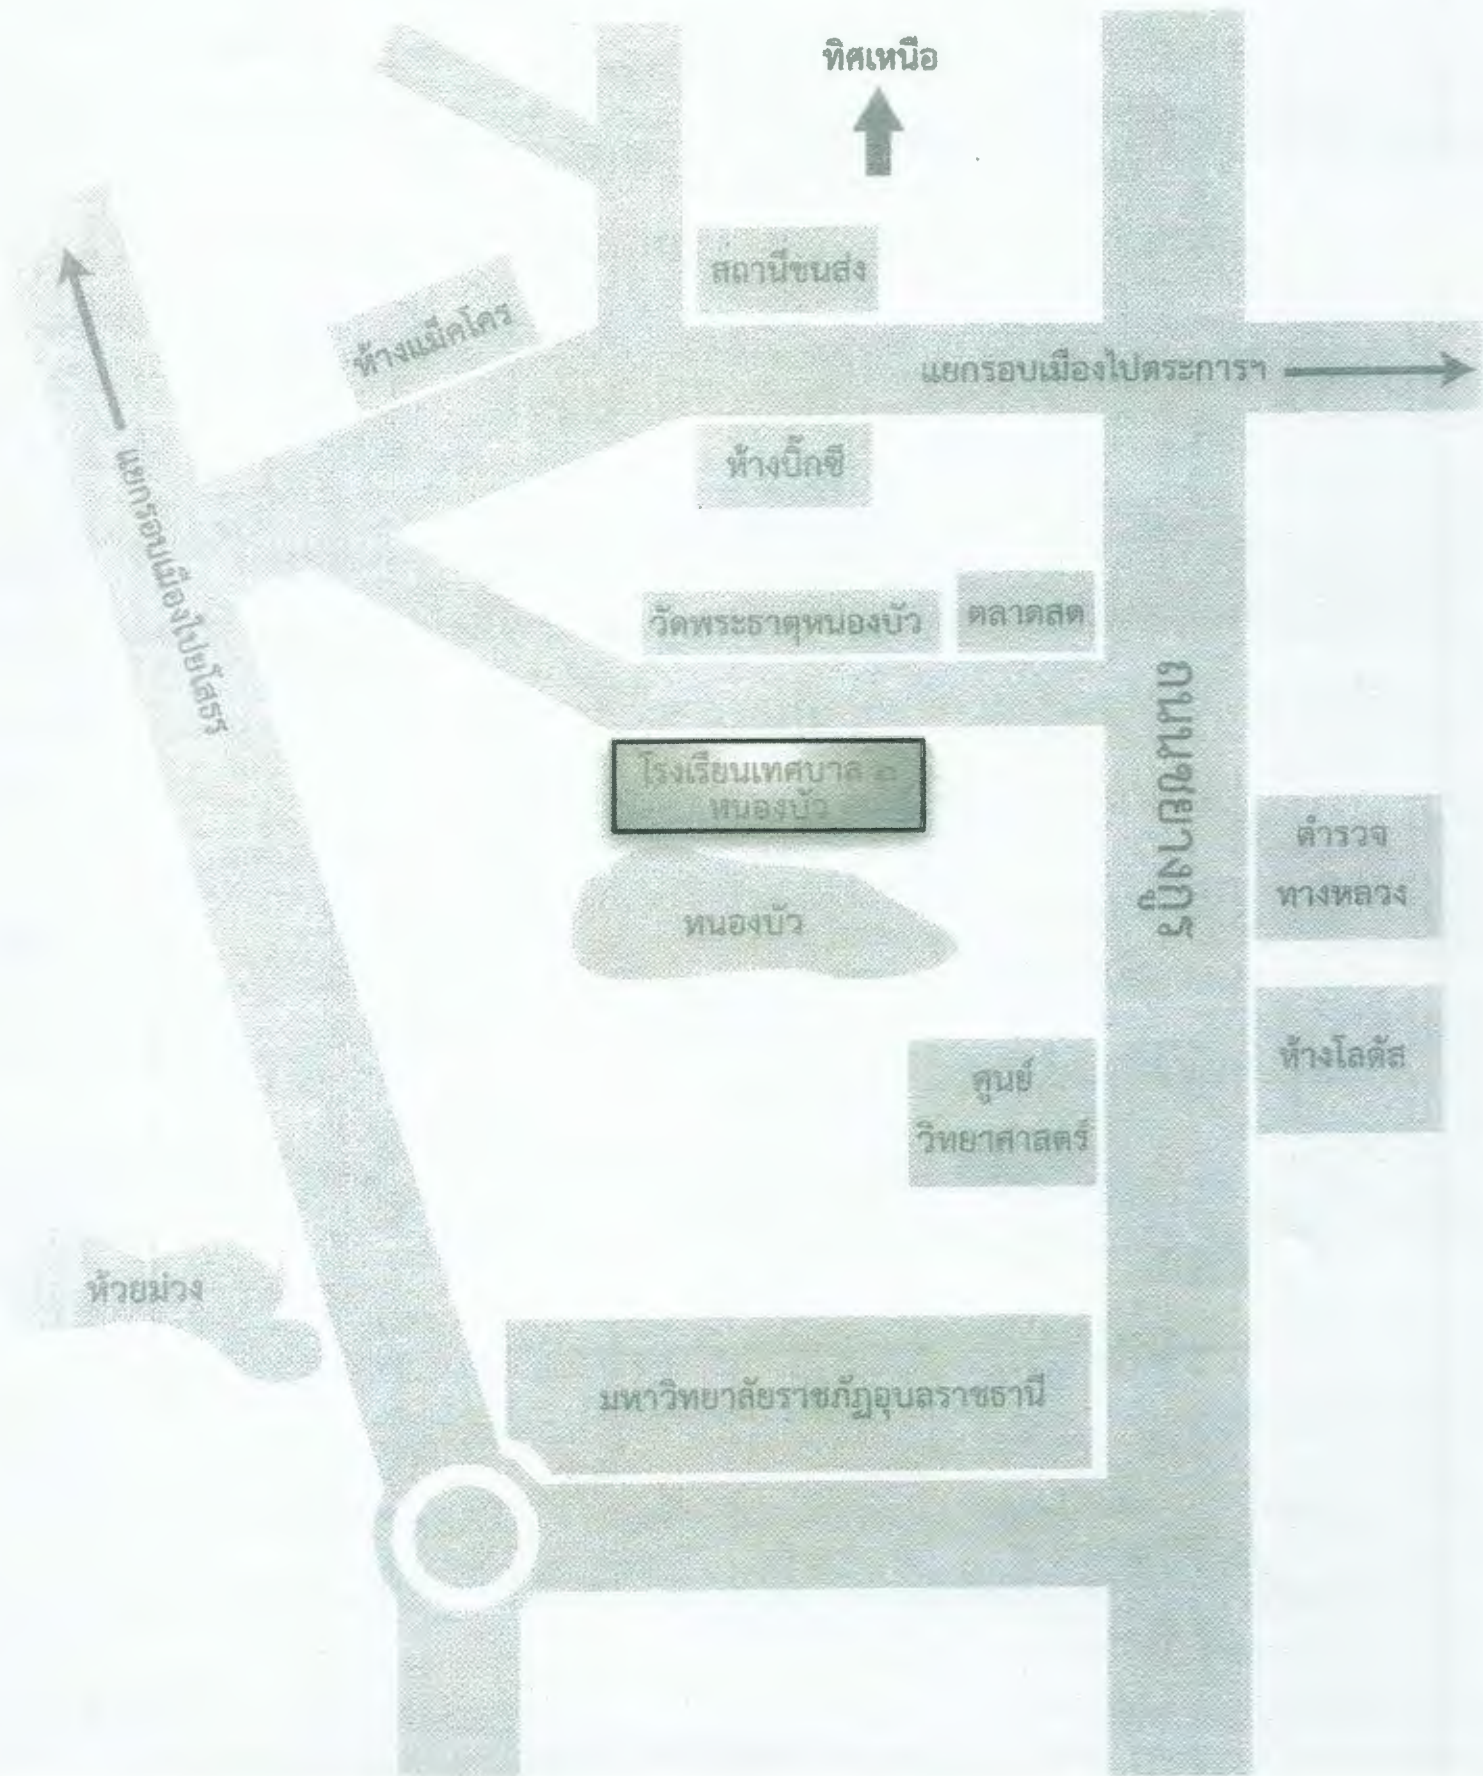 ทิศเหนือ
สถานีขนส่ง
ห้างแม็คโคร
แยกรอบเมืองไปตระการฯ
ห้างบิ๊กซี
แยกรอบเมืองไปยโสธร
วัดพระธาตุหนองบัว
ตลาดสด
ถนนชยางกูร
โรงเรียนเทศบาล ๓
หนองบัว
ตำรวจ
ทางหลวง
หนองบัว
ห้างโลตัส
ศูนย์
วิทยาศาสตร์
ห้วยม่วง
มหาวิทยาลัยราชภัฏอุบลราชธานี